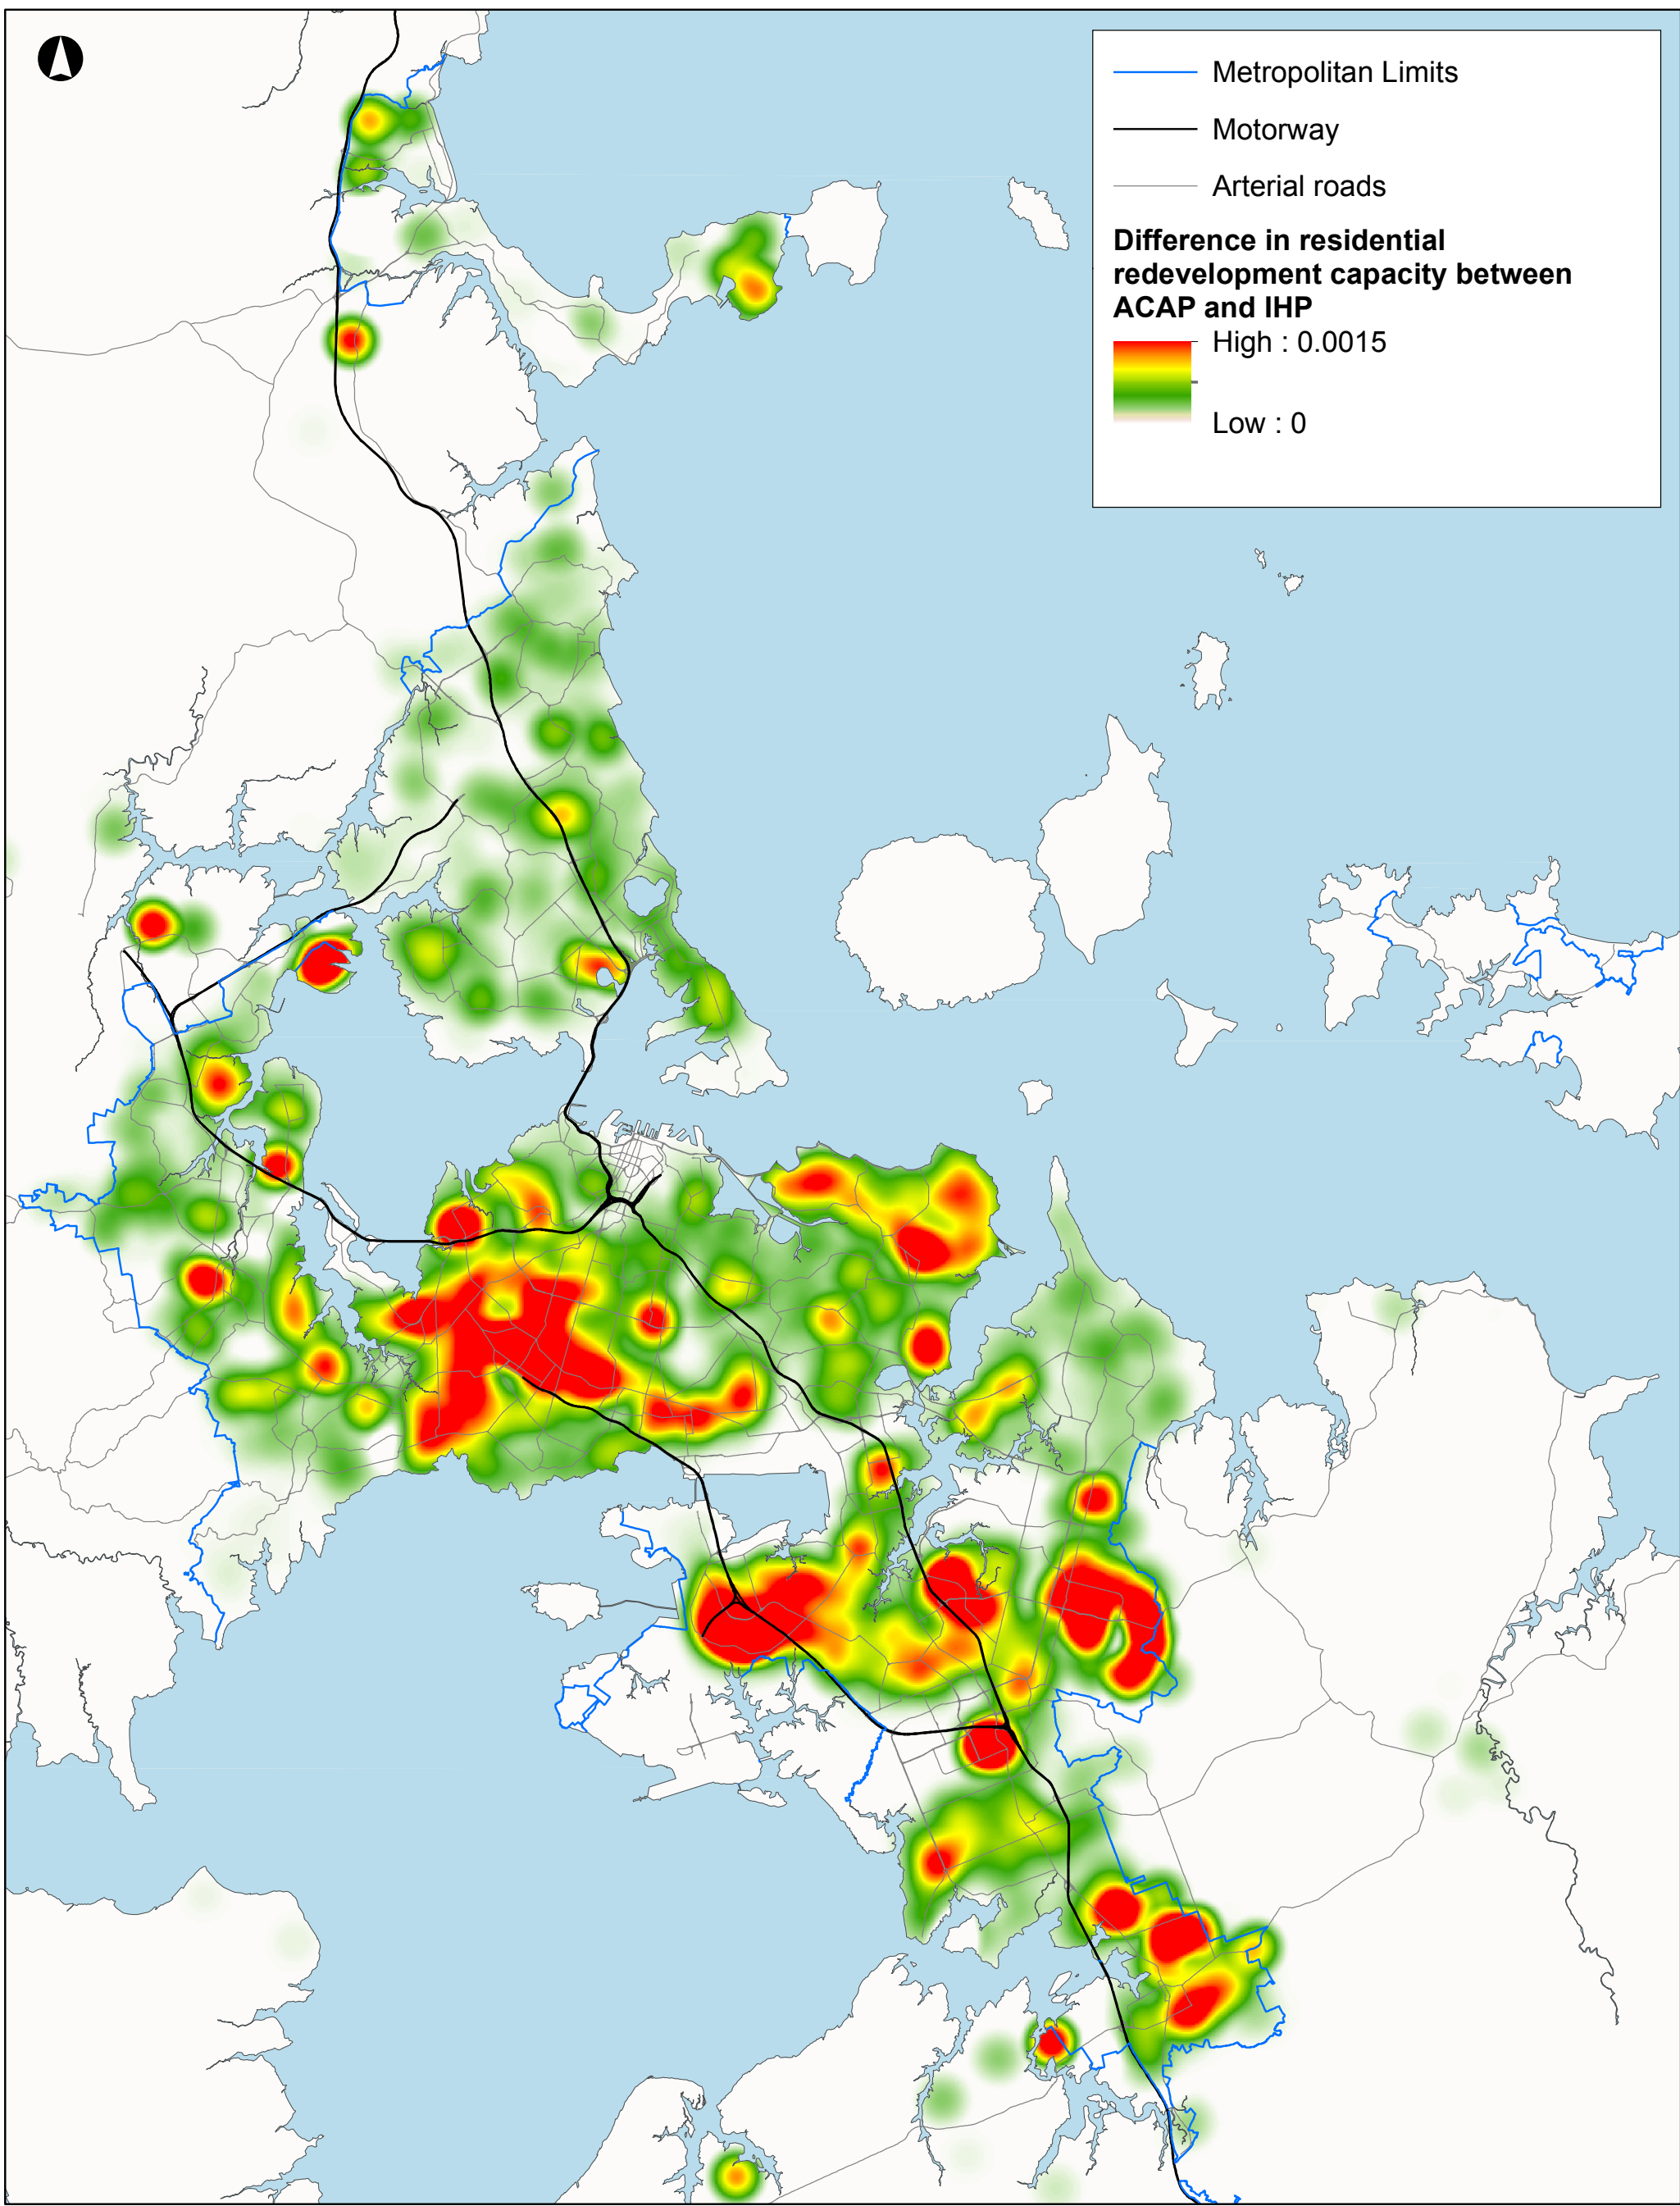 Metropolitan Limits
Motorway
Arterial roads
Difference in residential
redevelopment capacity between
ACAP and IHP
High : 0.0015
Low : 0